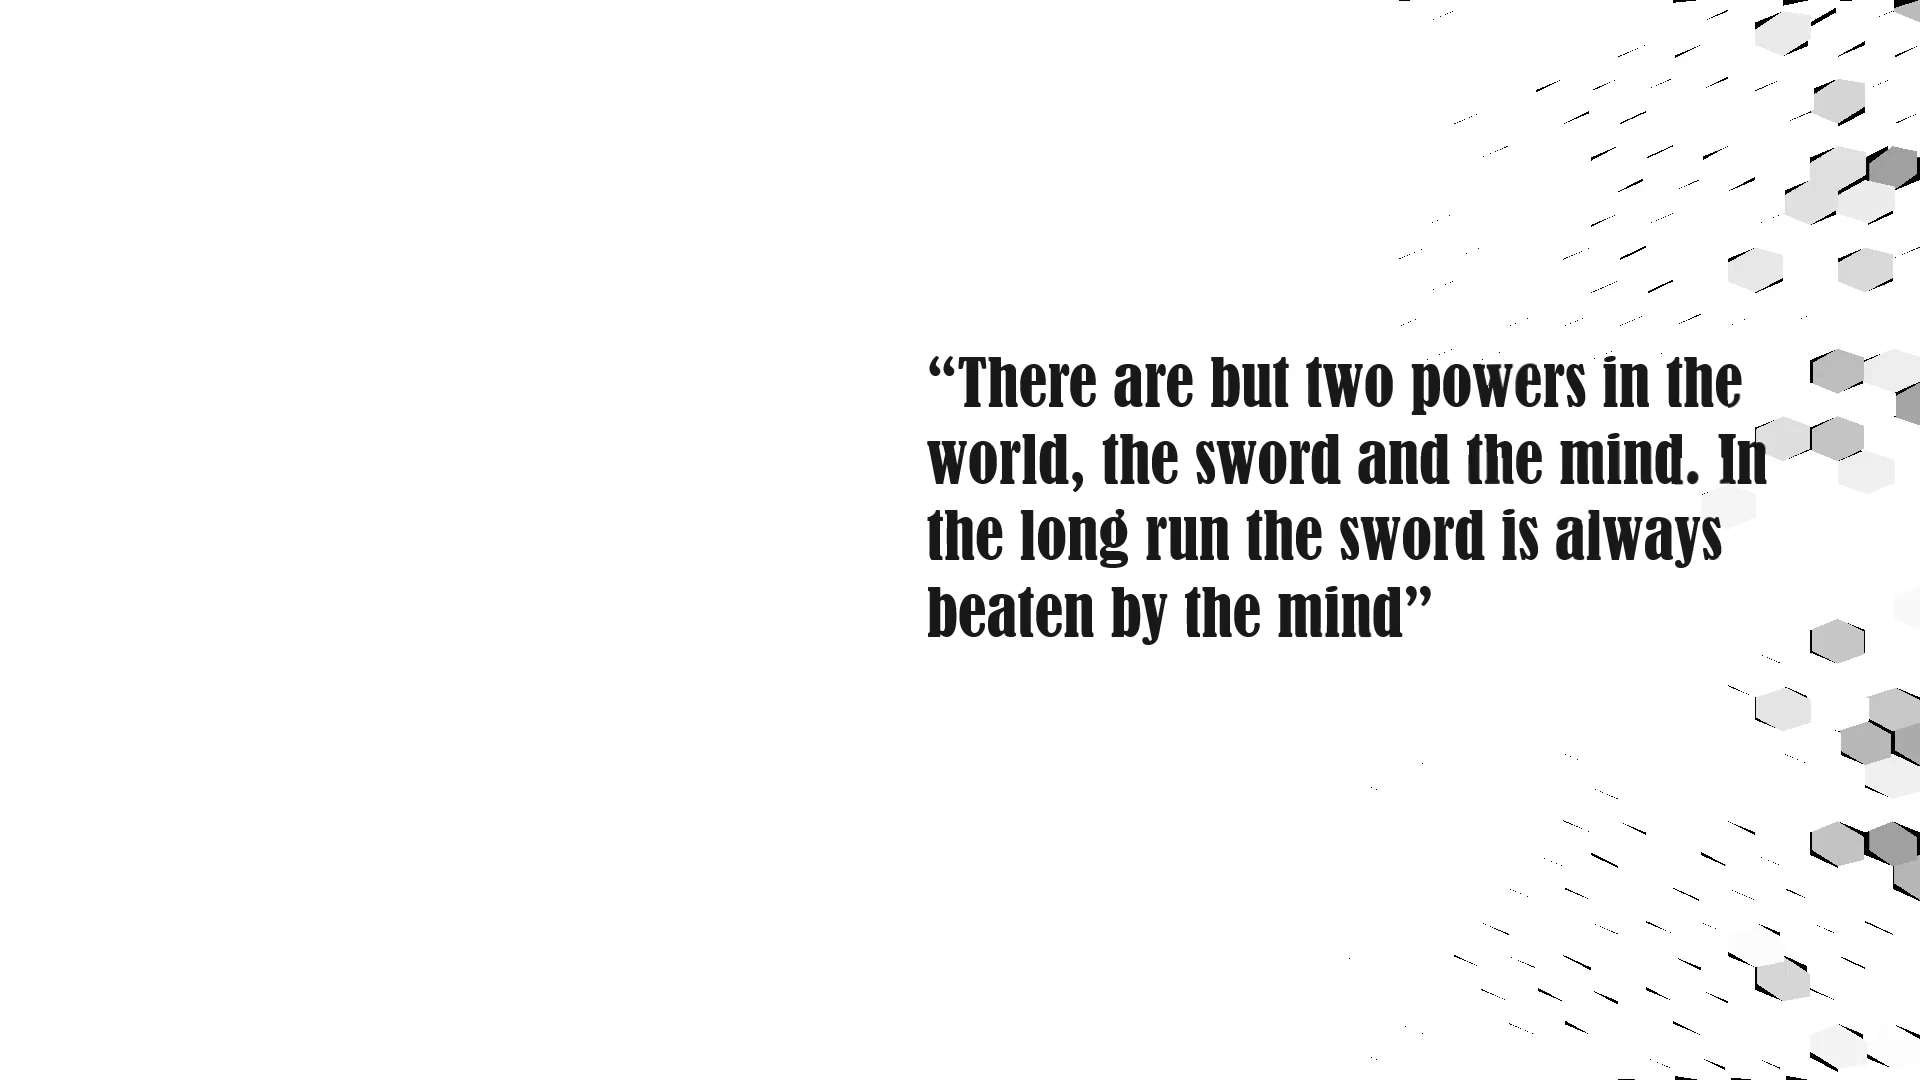 “There are but two powers in the
world, the sword and the mind. In
the long run the sword is always
beaten by the mind”